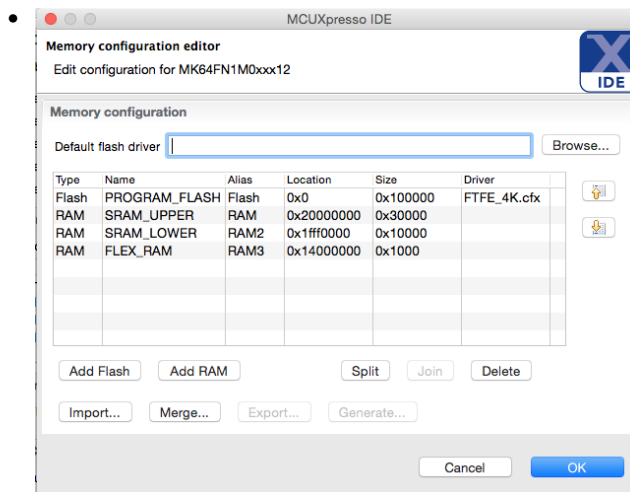 MCUXpresso IDE
Memory configuration editor
Edit configuration for MK64FN1M0xxx12
IDE
Memory configuration
Default flash driver Browse...
Type Name Alias Location Size Driver
Flash PROGRAM_FLASH Flash 0x0 0x100000 FTFE_4K.cfx
RAM SRAM_UPPER RAM 0x20000000 0x30000
RAM SRAM_LOWER RAM2 0x1fff0000 0x10000
RAM FLEX_RAM RAM3 0x14000000 0x1000
Add Flash Add RAM Split Join Delete
Import... Merge... Export... Generate...
Cancel OK